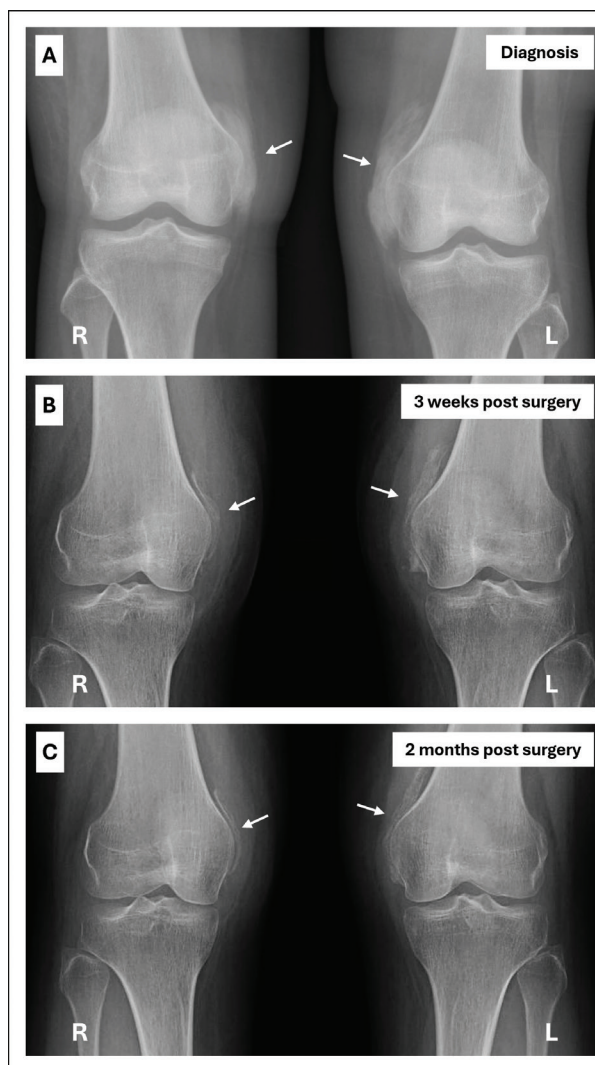 A
Diagnosis
R
L
B
3 weeks post surgery
R
L
C
2 months post surgery
R
L